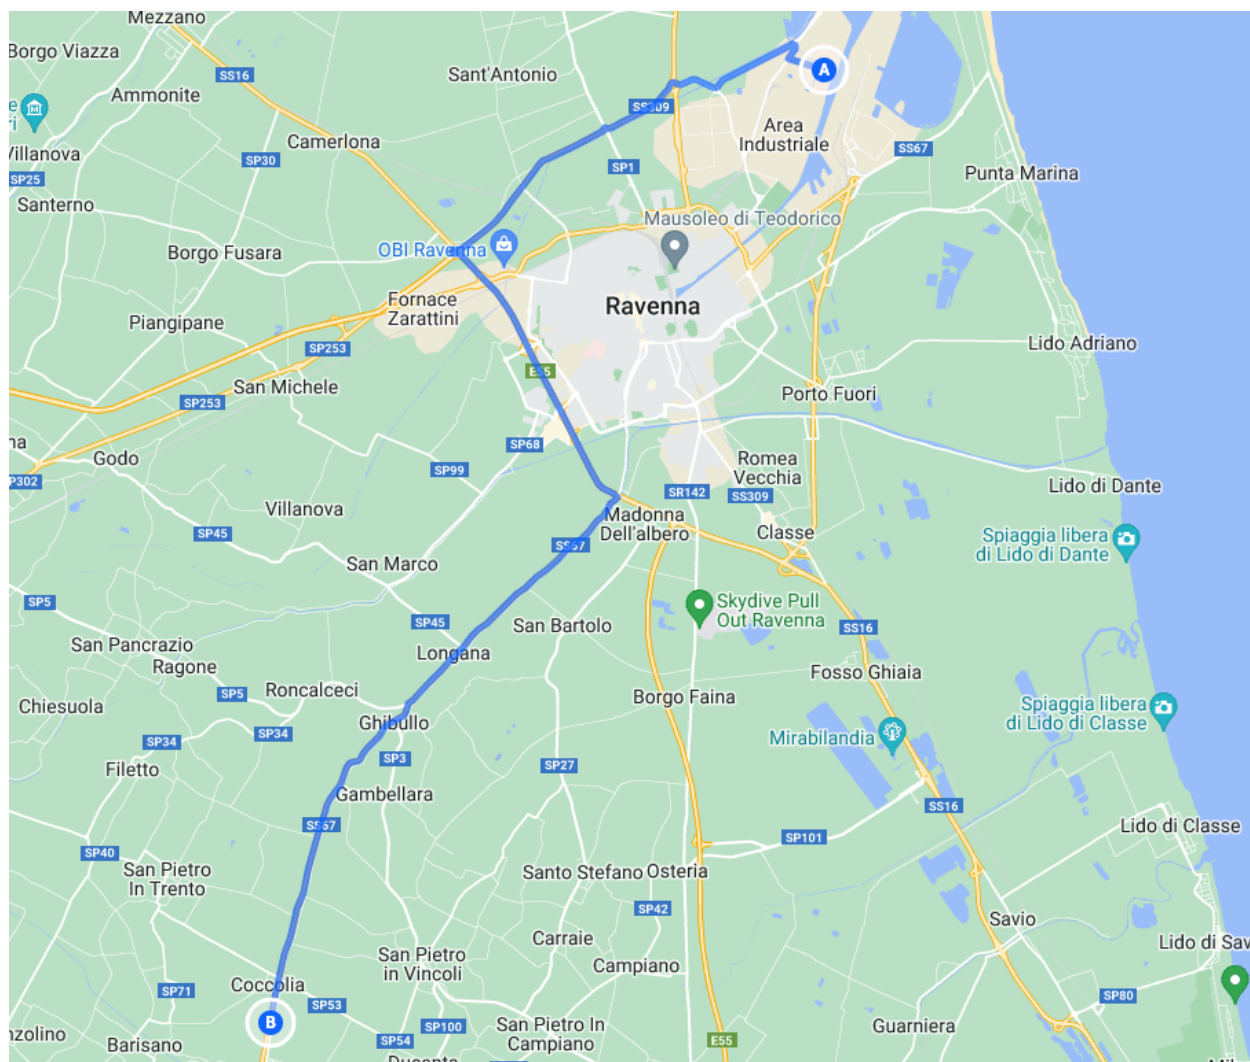 Mezzano
Borgo Viazza
SS16
Sant'Antonio
Ammonite
A
SS309
Area
Industriale
Camerlona
Villanova
SP30
SP1
SS67
SP25
Punta Marina
Santerno
Mausoleo di Teodorico
OBI Ravenna
Borgo Fusara
Fornace
Zarattini
Ravenna
Piangipane
SP253
Lido Adriano
E55
San Michele
SP253
Porto Fuori
SP68
Godo
SP99
Romea
Vecchia
P302
SR142
SS309
Lido di Dante
Villanova
Madonna
Dell'albero
SP45
Classe
Spiaggia libera
di Lido di Dante
SS67
San Marco
SP5
Skydive Pull
Out Ravenna
SP45
San Bartolo
SS16
San Pancrazio
Longana
Ragone
Fosso Ghiaia
Roncalceci
SP5
Borgo Faina
Chiesuola
Spiaggia libera
di Lido di Classe
Ghibullo
SP34
SP34
Mirabilandia
SP3
SP27
Filetto
Gambellara
SS16
SS67
SP101
Lido di Classe
SP40
San Pietro
In Trento
Santo Stefano
Osteria
SP42
Savio
Carraie
Lido di Sav
San Pietro
in Vincoli
Campiano
Coccolia
SP71
SP53
SP80
B
SP100
San Pietro In
Campiano
Guarniera
nzolino
Barisano
SP54
E55